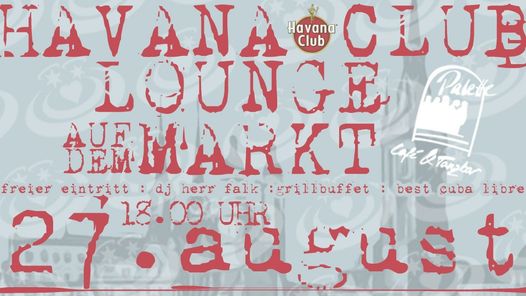 HAVANA CLUB
Havana
Club
LOUNGE
AUF
DEM MARKT
Palette
Café & Tanzbar
freier eintritt : dj herr falk :grillbuffet : best cuba libre
18.00 UHR
27.august